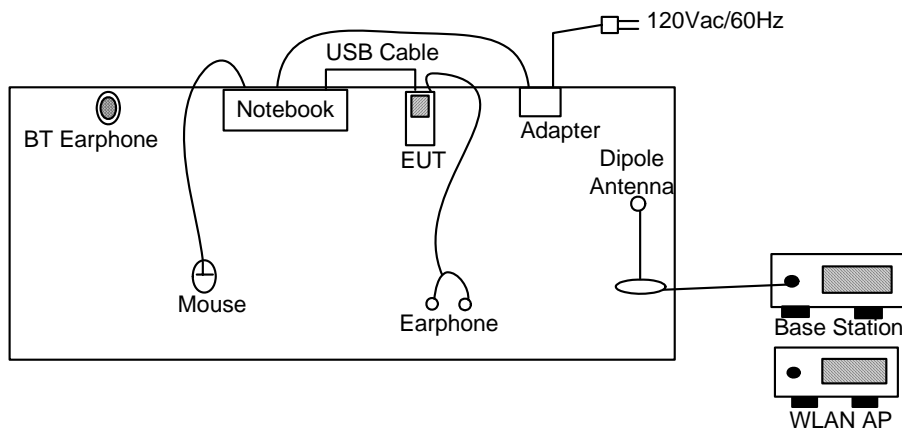 120Vac/60Hz
USB Cable
Notebook
BT Earphone
EUT
Adapter
Dipole
Antenna
Mouse
Earphone
Base Station
WLAN AP